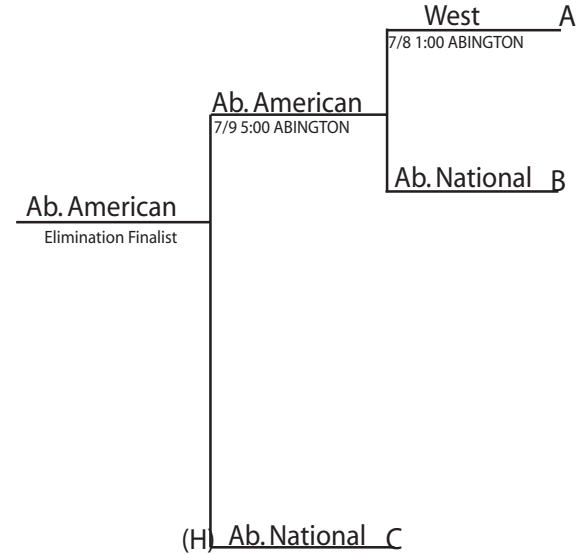 West A
7/8 1:00 ABINGTON
Ab. American
7/9 5:00 ABINGTON
Ab. National B
Ab. American
Elimination Finalist
(H) Ab. National C